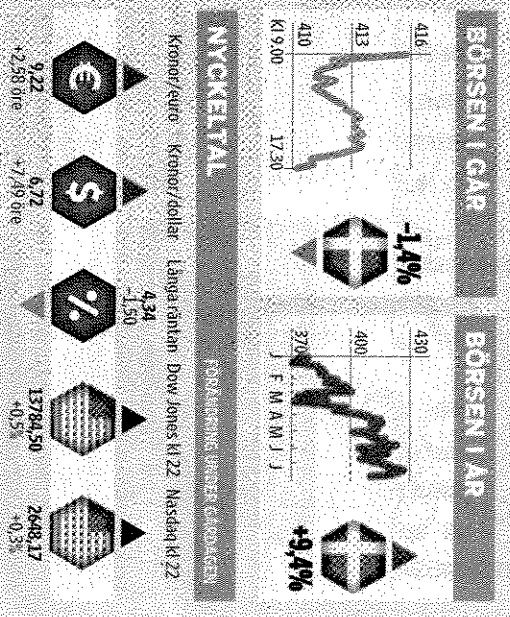 BÖRSEN I GÅR
416
413
410
Kl 9.00
17.30
-1,4%
BÖRSEN I ÅR
430
400
370
J F M A M J J
+9,4%
NYCKELTAL
FÖRÄNDRING JÄMFÖRT
Kronor/euro
9,22
+2,58 öre
Kronor/dollar
6,72
+7,49 öre
Långa räntan
4,34
-1,50
Dow Jones kl 22
13784,50
+0,5%
Nasdaq kl 22
2648,17
+0,3%